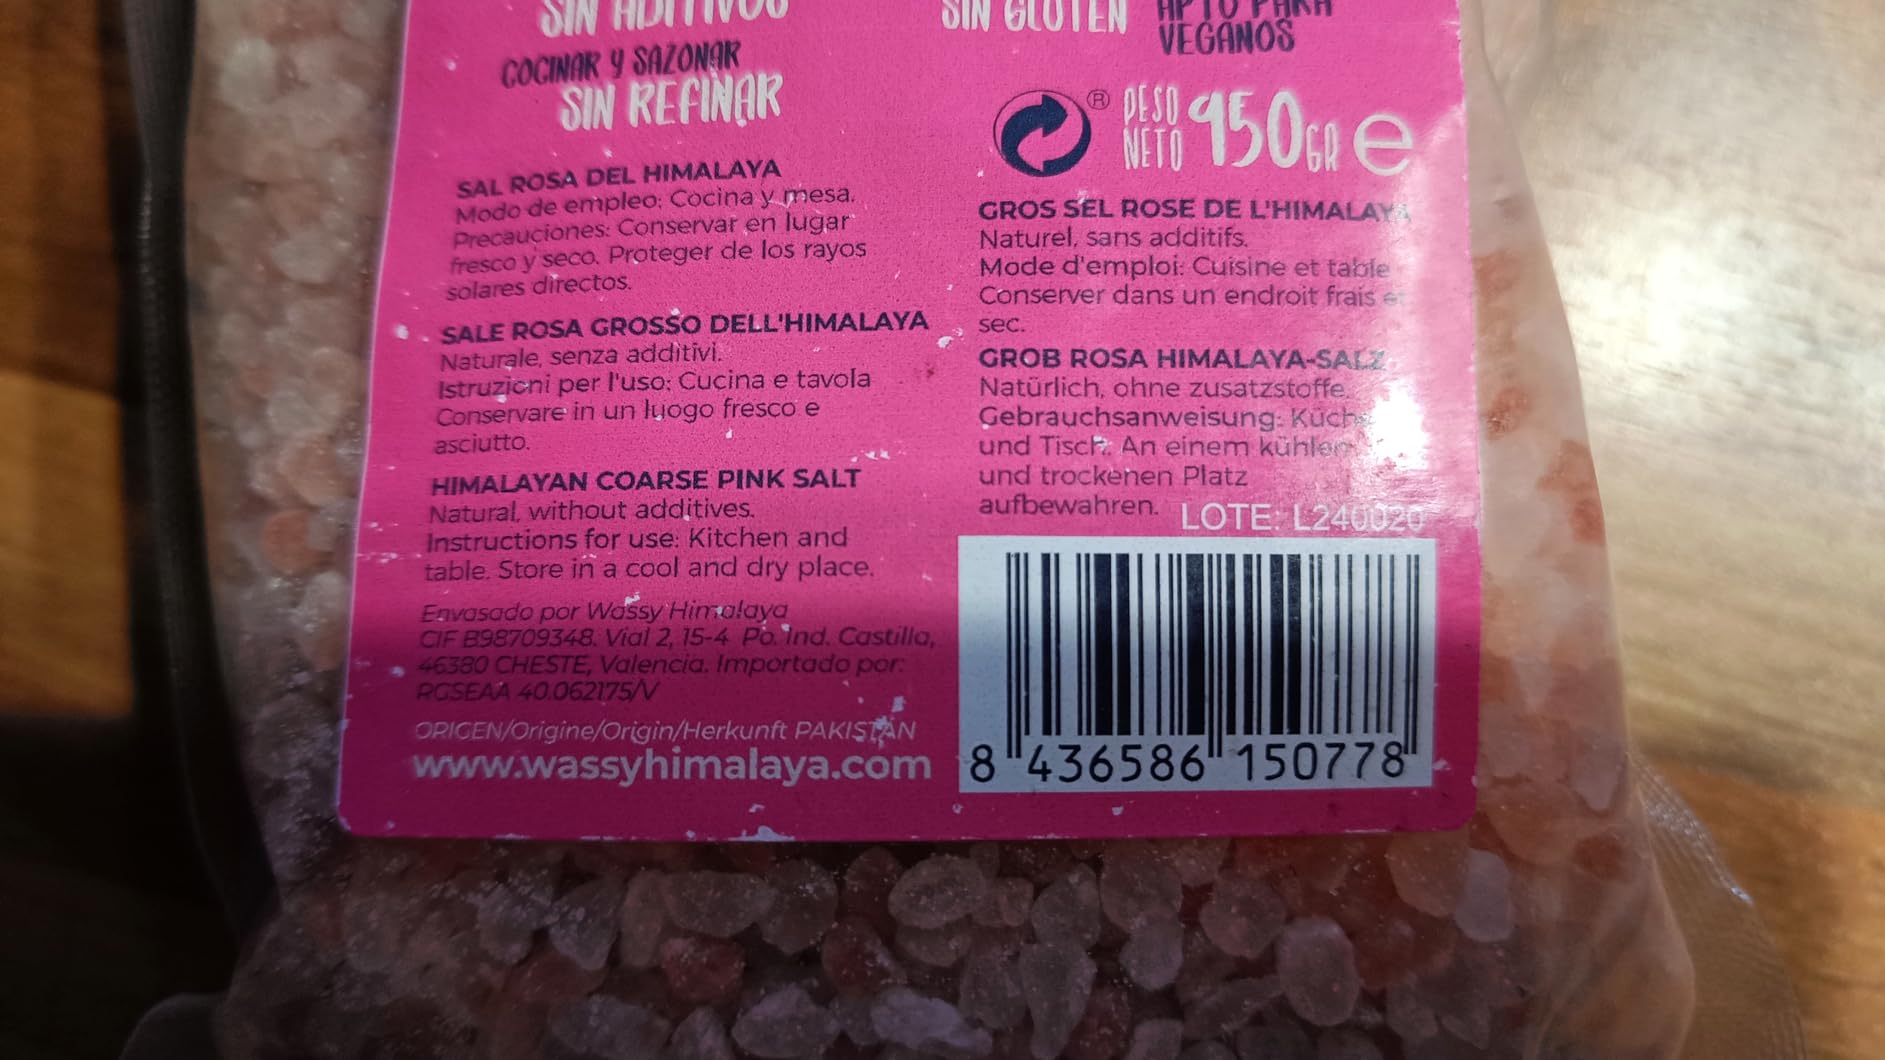 SIN ADITIVOS
COCINAR Y SAZONAR
SIN REFINAR
SIN GLUTEN
APTO PARA
VEGANOS
®
PESO
NETO
950GR e
SAL ROSA DEL HIMALAYA
Modo de empleo: Cocina y mesa.
Precauciones: Conservar en lugar
fresco y seco. Proteger de los rayos
solares directos.
SALE ROSA GROSSO DELL'HIMALAYA
Naturale, senza additivi.
Istruzioni per l'uso: Cucina e tavola
Conservare in un luogo fresco e
asciutto.
HIMALAYAN COARSE PINK SALT
Natural, without additives.
Instructions for use: Kitchen and
table. Store in a cool and dry place.
Envasado por Wassy Himalaya
CIF B98709348. Vial 2, 15-4 Po. Ind. Castilla,
46380 CHESTE, Valencia. Importado por:
RGSEAA 40.062175/V
ORIGEN/Origine/Origin/Herkunft PAKISTÁN
www.wassyhimalaya.com
GROS SEL ROSE DE L'HIMALAYA
Naturel, sans additifs.
Mode d'emploi: Cuisine et table
Conserver dans un endroit frais et
sec.
GROB ROSA HIMALAYA-SALZ
Natürlich, ohne zusatzstoffe.
Gebrauchsanweisung: Küche
und Tisch. An einem kühlen
und trockenen Platz
aufbewahren.
LOTE: L240020
8 436586 150778